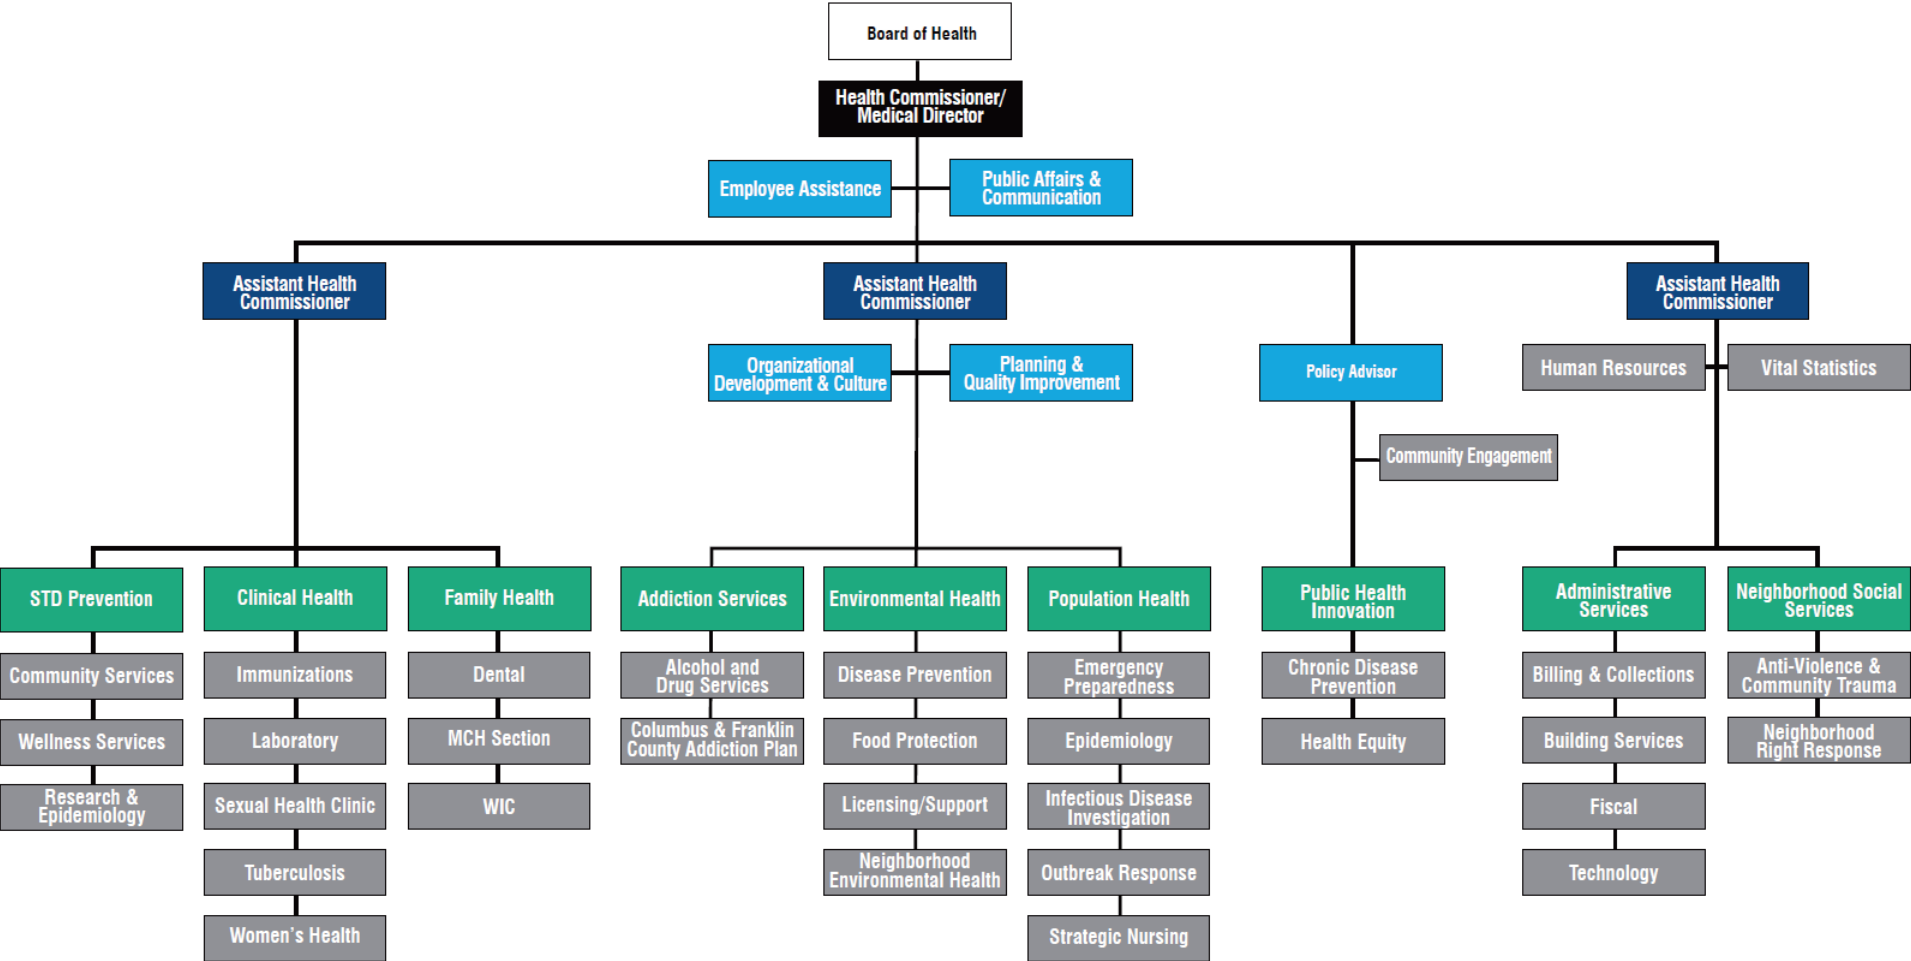 Board of Health
Health Commissioner/
Medical Director
Employee Assistance
Public Affairs &
Communication
Assistant Health
Commissioner
Assistant Health
Commissioner
Assistant Health
Commissioner
Organizational
Development & Culture
Planning &
Quality Improvement
Policy Advisor
Human Resources
Vital Statistics
Community Engagement
STD Prevention
Clinical Health
Family Health
Addiction Services
Environmental Health
Population Health
Public Health
Innovation
Administrative
Services
Neighborhood Social
Services
Community Services
Wellness Services
Research &
Epidemiology
Immunizations
Laboratory
Sexual Health Clinic
Tuberculosis
Women's Health
Dental
MCH Section
WIC
Alcohol and
Drug Services
Columbus & Franklin
County Addiction Plan
Disease Prevention
Food Protection
Licensing/Support
Neighborhood
Environmental Health
Emergency
Preparedness
Epidemiology
Infectious Disease
Investigation
Outbreak Response
Strategic Nursing
Chronic Disease
Prevention
Health Equity
Billing & Collections
Building Services
Fiscal
Technology
Anti-Violence &
Community Trauma
Neighborhood
Right Response